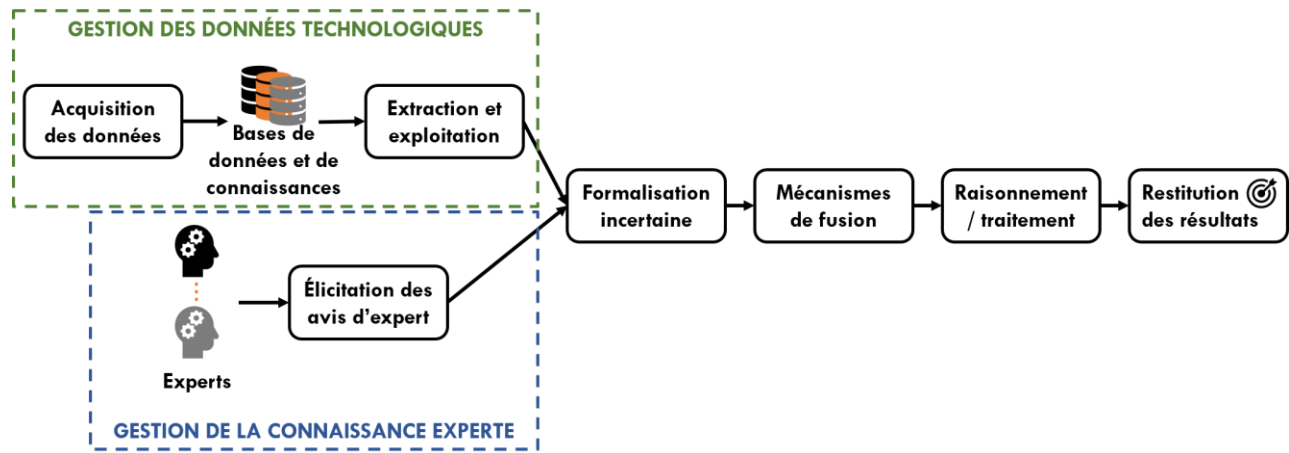 GESTION DES DONNÉES TECHNOLOGIQUES
Acquisition
des données
Bases de
données et de
connaissances
Extraction et
exploitation
Formalisation
incertaine
Mécanismes
de fusion
Raisonnement
/ traitement
Restitution
des résultats
Élicitation des
avis d'expert
Experts
GESTION DE LA CONNAISSANCE EXPERTE